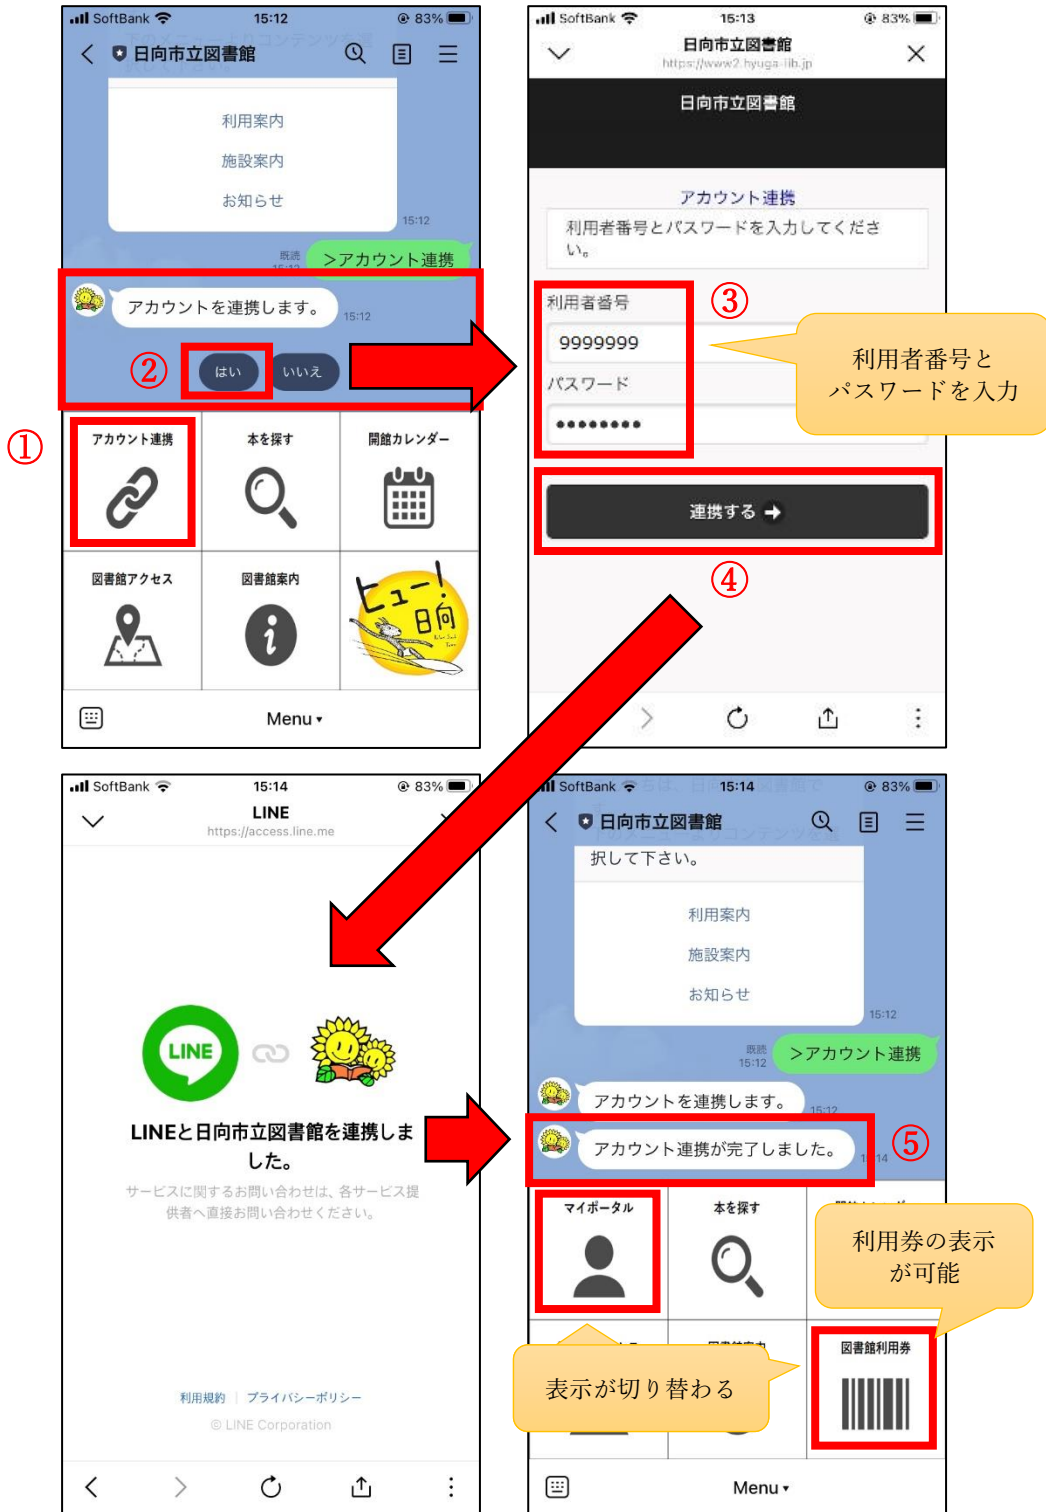 SoftBank 15:12 83%
日向市立図書館
利用案内
施設案内
お知らせ
15:12
既読
15:12
>アカウント連携
アカウントを連携します。
15:12
② はい いいえ
①
アカウント連携 本を探す 開館カレンダー
図書館アクセス 図書館案内 ヒュー!日向
Menu▾
SoftBank 15:13 83%
日向市立図書館
https://www2.hyuga-lib.jp
日向市立図書館
アカウント連携
利用者番号とパスワードを入力してくださ
い。
利用者番号
③
9999999
パスワード
●●●●●●●●
利用者番号と
パスワードを入力
連携する
④
SoftBank 15:14 83%
LINE
https://access.line.me
LINE
LINEと日向市立図書館を連携しま
した。
サービスに関するお問い合わせは、各サービス提
供者へ直接お問い合わせください。
利用規約 | プライバシーポリシー
© LINE Corporation
SoftBank 15:14 83%
日向市立図書館
択して下さい。
利用案内
施設案内
お知らせ
15:12
既読
15:12
>アカウント連携
アカウントを連携します。
15:12
アカウント連携が完了しました。
⑤
マイポータル 本を探す
利用券の表示
が可能
表示が切り替わる
図書館利用券
Menu▾